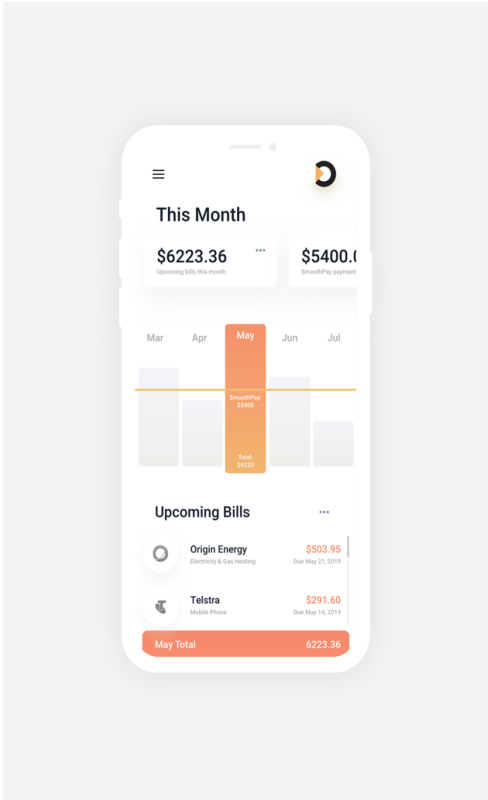 This Month
$6223.36
Upcoming bills this month
$5400.0
SmoothPay payment
Mar Apr May Jun Jul
SmoothPay:
$5400
Total:
$6223
Upcoming Bills
Origin Energy $503.95
Electricity & Gas Heating Due May 21, 2019
Telstra $291.60
Mobile Phone Due May 14, 2019
May Total 6223.36